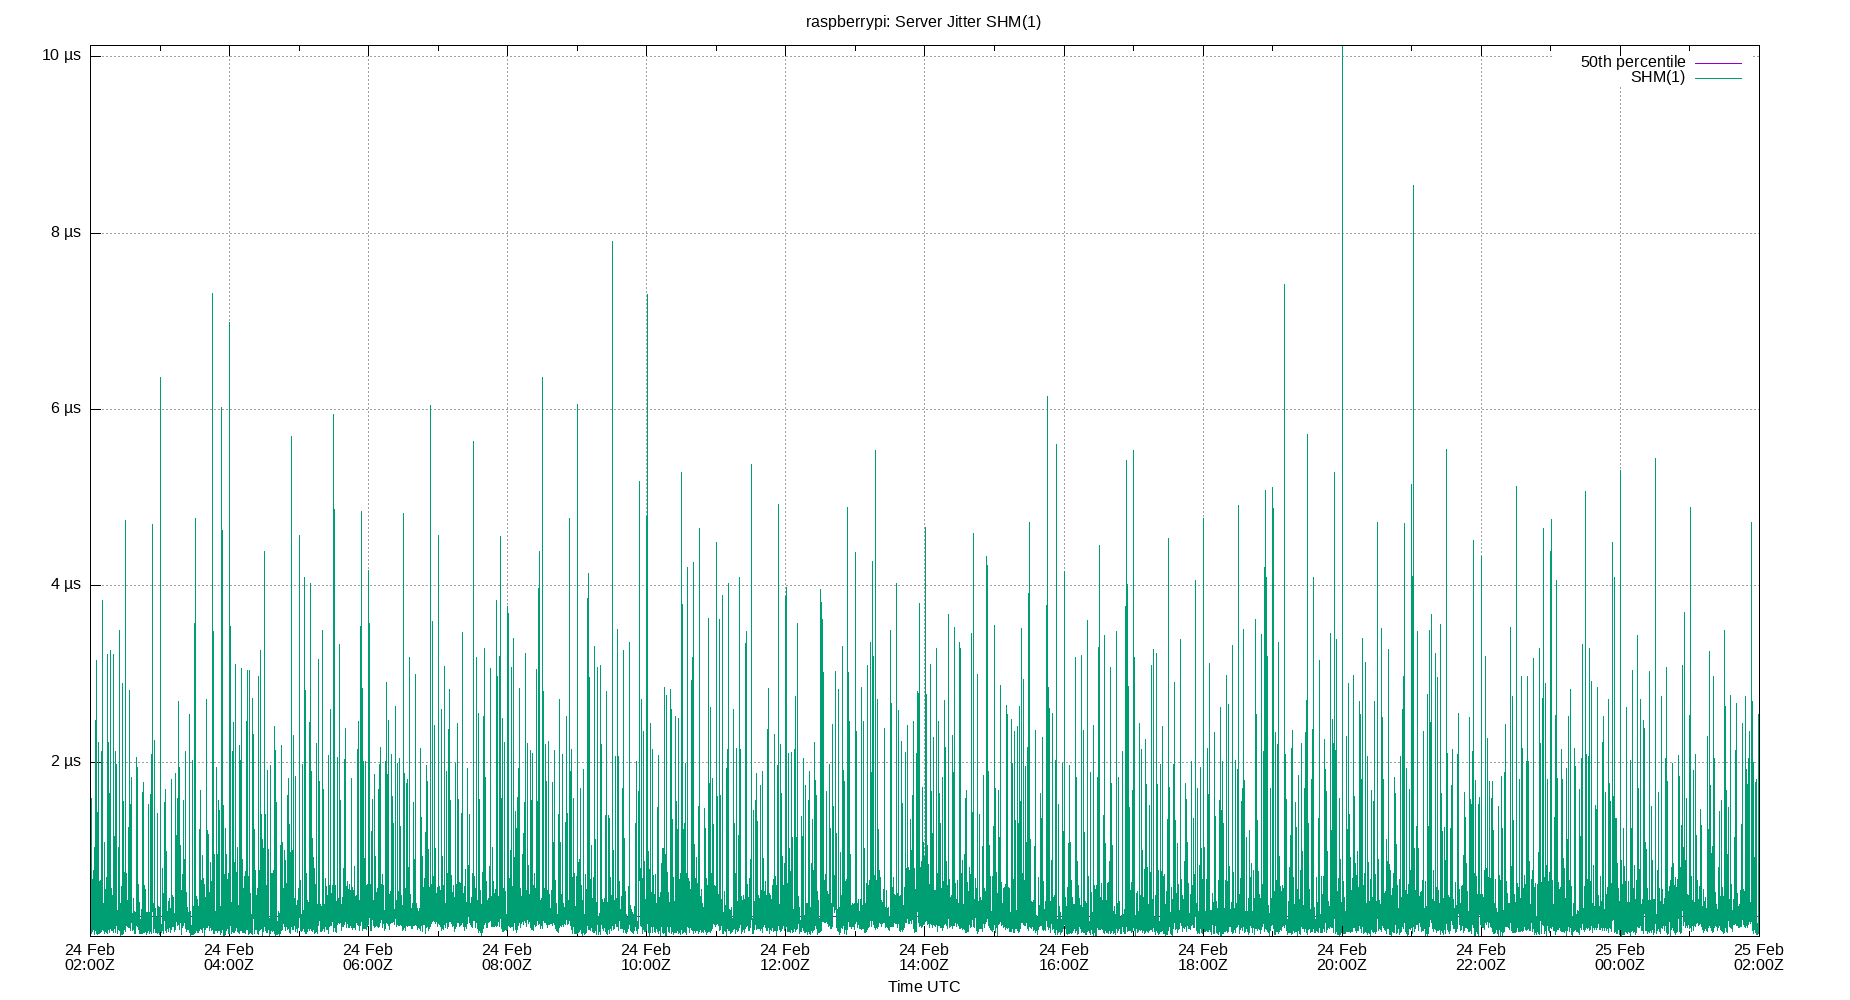 raspberrypi: Server Jitter SHM(1)
10 µs
8 µs
6 µs
4 µs
2 µs
50th percentile
SHM(1)
24 Feb 24 Feb 24 Feb 24 Feb 24 Feb 24 Feb 24 Feb 24 Feb 24 Feb 24 Feb 24 Feb 25 Feb 25 Feb
02:00Z 04:00Z 06:00Z 08:00Z 10:00Z 12:00Z 14:00Z 16:00Z 18:00Z 20:00Z 22:00Z 00:00Z 02:00Z
Time UTC